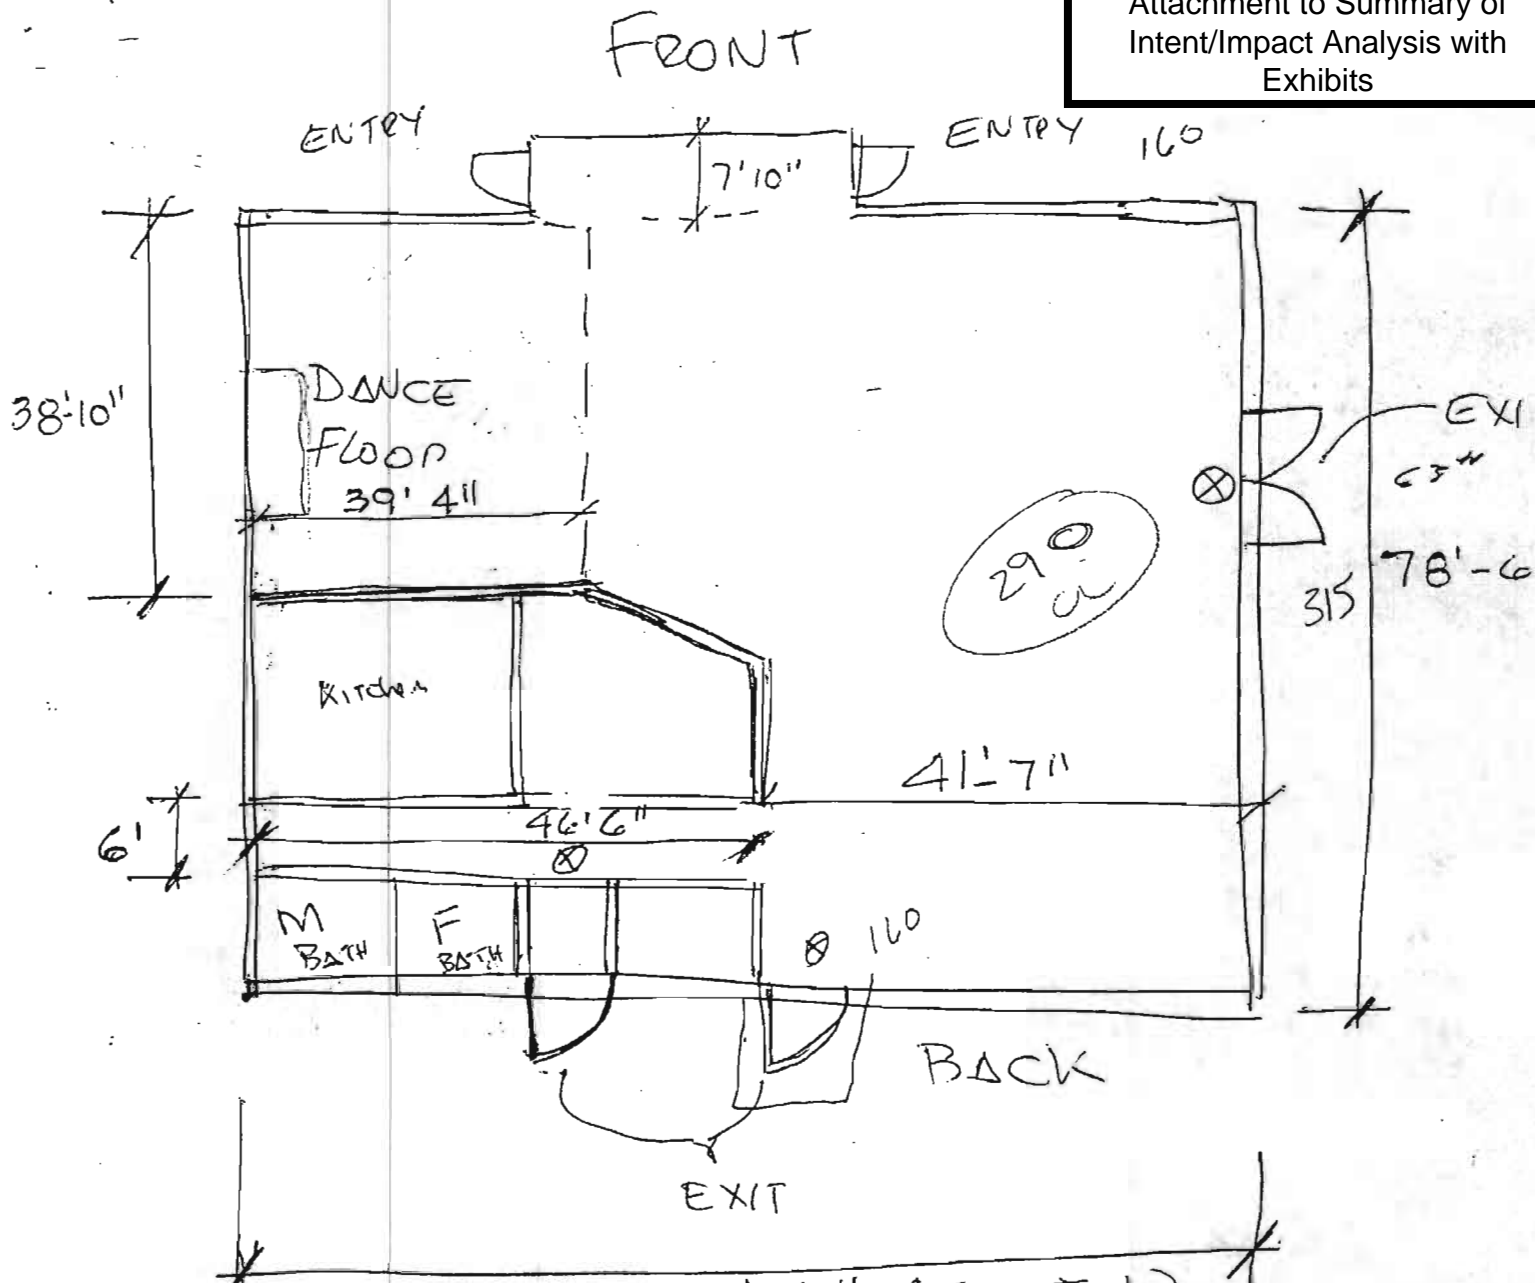 Attachment to Summary of
Intent/Impact Analysis with
Exhibits
FRONT
ENTRY
ENTRY
160
7'10"
38'-10"
DANCE
FLOOR
39' 4"
EXI
63"
290
78'-6
315
Kitchen
41'-7"
46'6"
6'
M
BATH
F
BATH
160
BACK
EXIT